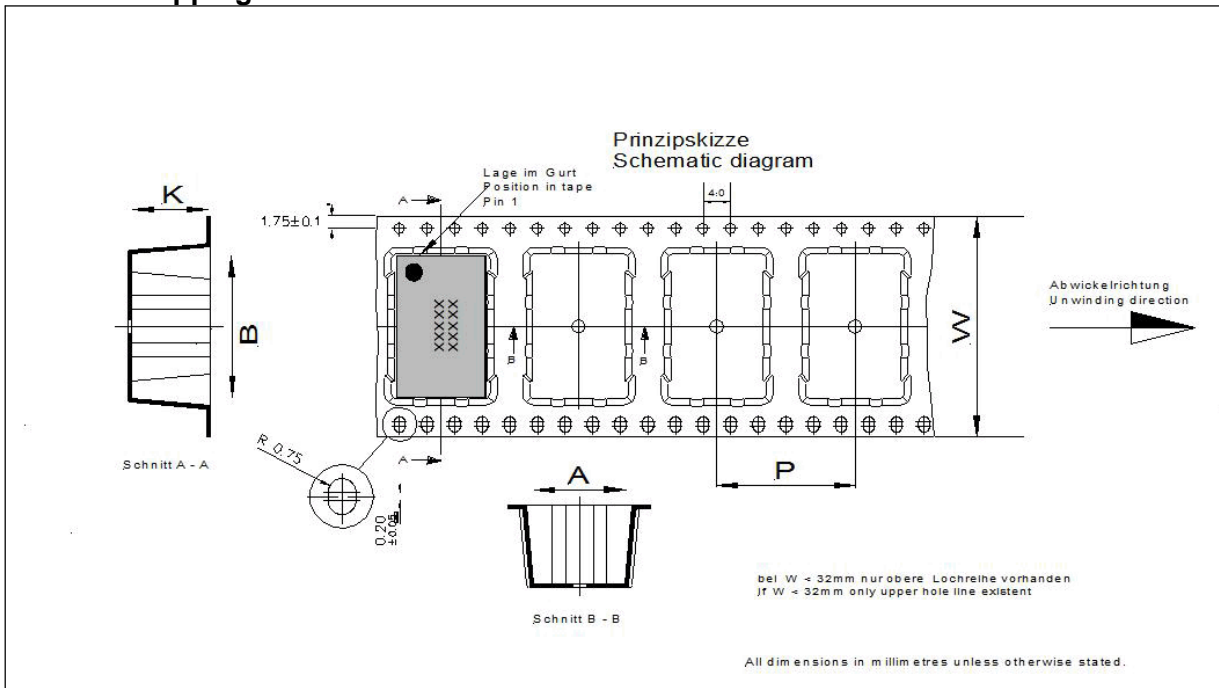 Prinzipskizze
Schematic diagram
Lage im Gurt
Position in tape
Pin 1
4.0
K
A
1.75±0.1
Abwickelrichtung
Unwinding direction
B
XXXXX
XXXXX
B
B
W
A
R 0.75
Schnitt A - A
P
A
0.20
±0.05
bei W < 32mm nur obere Lochreihe vorhanden
If W < 32mm only upper hole line existent
Schnitt B - B
All dimensions in millimetres unless otherwise stated.